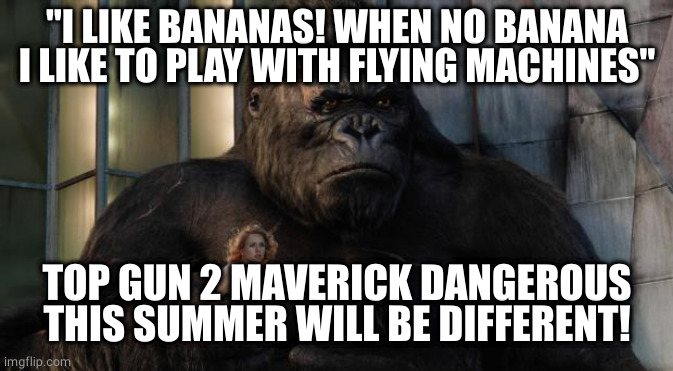 "I LIKE BANANAS! WHEN NO BANANA
I LIKE TO PLAY WITH FLYING MACHINES"
TOP GUN 2 MAVERICK DANGEROUS
THIS SUMMER WILL BE DIFFERENT!
imgflip.com